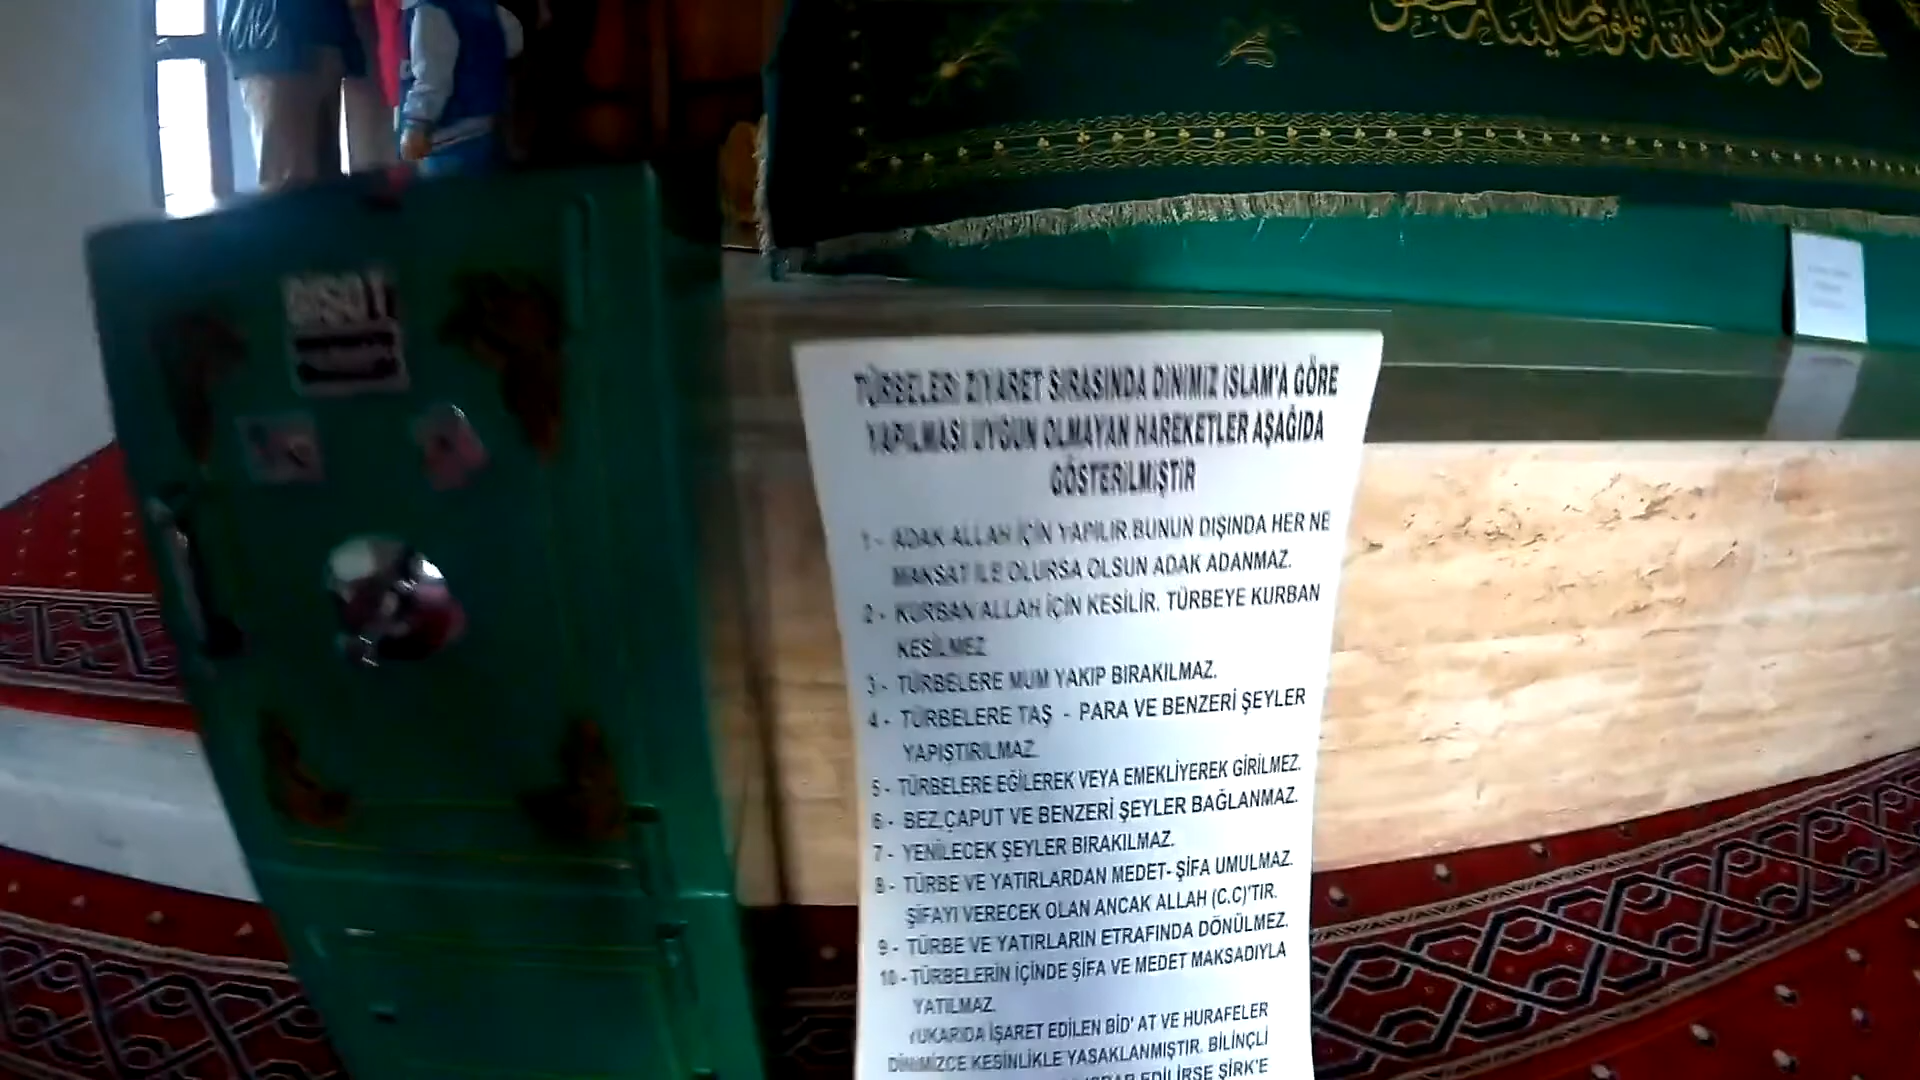 TÜRBELERİ ZİYARET SIRASINDA DİNİMİZ İSLAM'A GÖRE
YAPILMASI UYGUN OLMAYAN HAREKETLER AŞAĞIDA
GÖSTERİLMİŞTİR
1 - ADAK ALLAH İÇİN YAPILIR.BUNUN DIŞINDA HER NE
MAKSAT İLE OLURSA OLSUN ADAK ADANMAZ.
2 - KURBAN ALLAH İÇİN KESİLİR. TÜRBEYE KURBAN
KESİLMEZ
3 - TÜRBELERE MUM YAKIP BIRAKILMAZ.
4 - TÜRBELERE TAŞ - PARA VE BENZERİ ŞEYLER
YAPIŞTIRILMAZ.
5 - TÜRBELERE EĞİLEREK VEYA EMEKLİYEREK GİRİLMEZ.
6 - BEZ,ÇAPUT VE BENZERİ ŞEYLER BAĞLANMAZ.
7 - YENİLECEK ŞEYLER BIRAKILMAZ.
8 - TÜRBE VE YATIRLARDAN MEDET- ŞİFA UMULMAZ.
ŞİFAYI VERECEK OLAN ANCAK ALLAH (C.C)'TIR.
9 - TÜRBE VE YATIRLARIN ETRAFINDA DÖNÜLMEZ.
10 - TÜRBELERİN İÇİNDE ŞİFA VE MEDET MAKSADIYLA
YATILMAZ.
YUKARIDA İŞARET EDİLEN BİD' AT VE HURAFELER
DİNİMİZCE KESİNLİKLE YASAKLANMIŞTIR. BİLİNÇLİ
EDİLİRSE ŞİRK'E